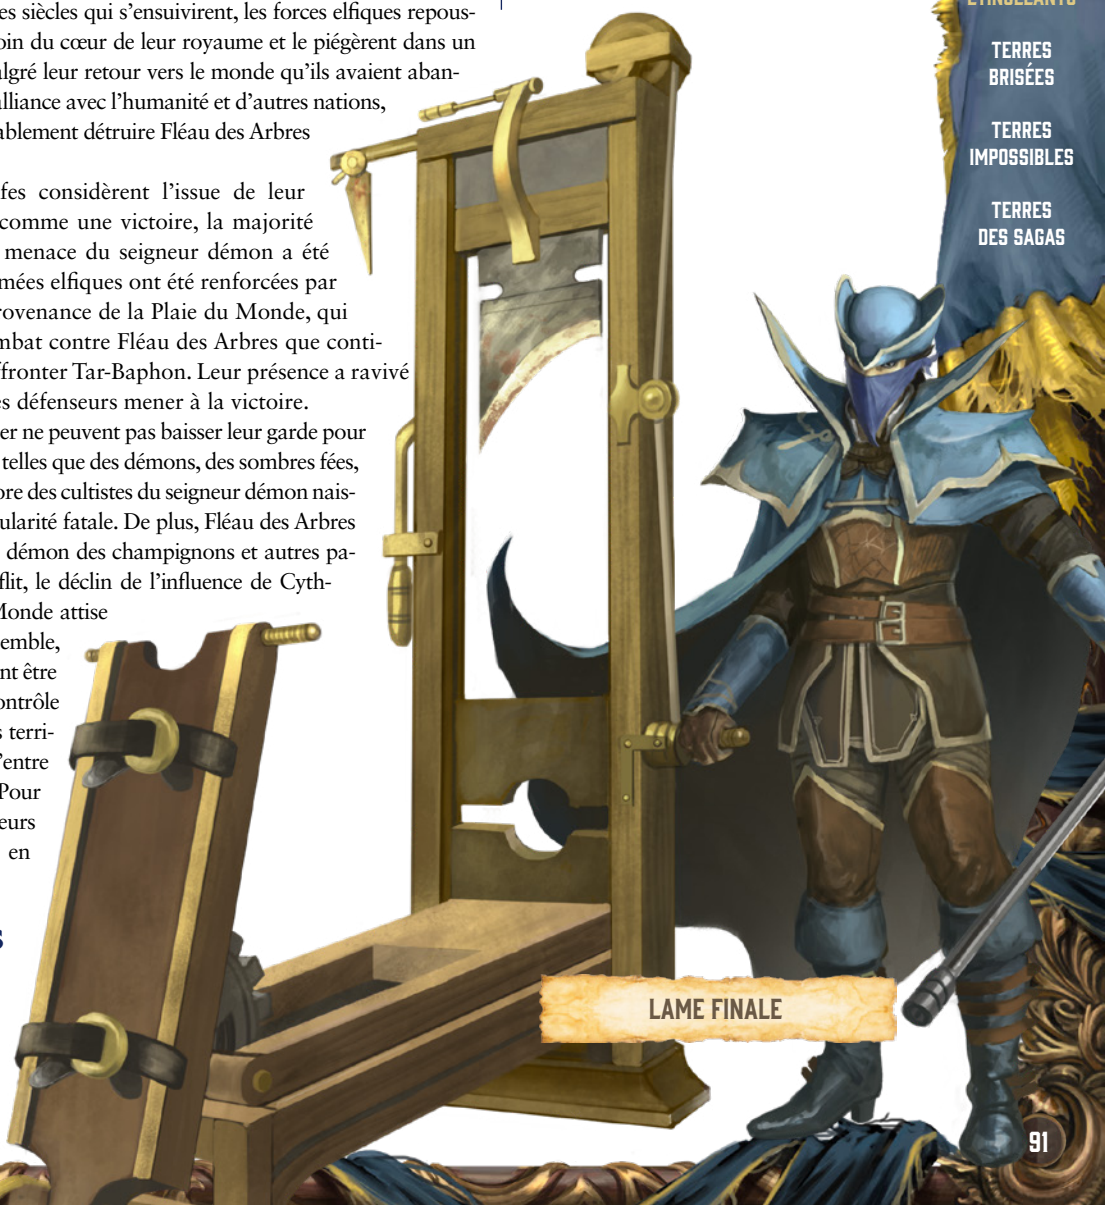 es siècles qui s'ensuivirent, les forces elfiques repous-
oin du cœur de leur royaume et le piégèrent dans un
algré leur retour vers le monde qu'ils avaient aban-
alliance avec l'humanité et d'autres nations,
ablement détruire Fléau des Arbres
fes considèrent l'issue de leur
comme une victoire, la majorité
menace du seigneur démon a été
mées elfiques ont été renforcées par
rovenance de la Plaie du Monde, qui
mbat contre Fléau des Arbres que conti-
ffronter Tar-Baphon. Leur présence a ravivé
es défenseurs mener à la victoire.
er ne peuvent pas baisser leur garde pour
telles que des démons, des sombres fées,
ore des cultistes du seigneur démon nais-
ularité fatale. De plus, Fléau des Arbres
démon des champignons et autres pa-
flit, le déclin de l'influence de Cyth-
Monde attise
emble,
nt être
ontrôle
s terri-
'entre
Pour
eurs
en
s
ÉTINCELANTS
TERRES
BRISÉES
TERRES
IMPOSSIBLES
TERRES
DES SAGAS
LAME FINALE
91